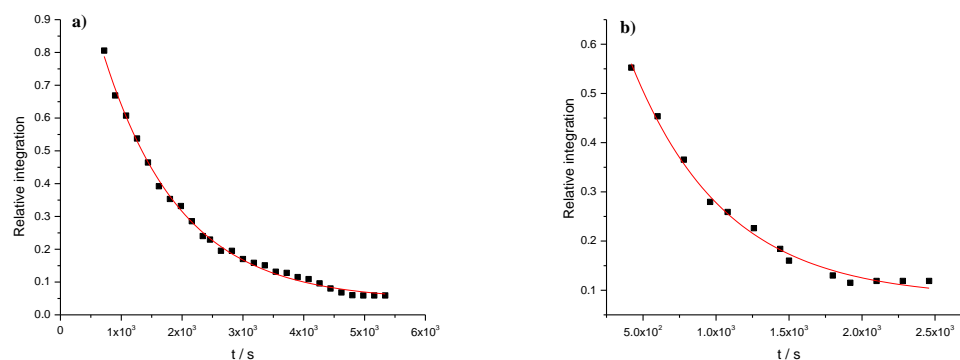 a)
0.9
0.8
0.7
0.6
0.5
0.4
0.3
0.2
0.1
0.0
Relative integration
0
1x10³
2x10³
3x10³
4x10³
5x10³
6x10³
t / s
b)
0.6
0.5
0.4
0.3
0.2
0.1
Relative integration
5.0x10²
1.0x10³
1.5x10³
2.0x10³
2.5x10³
t / s